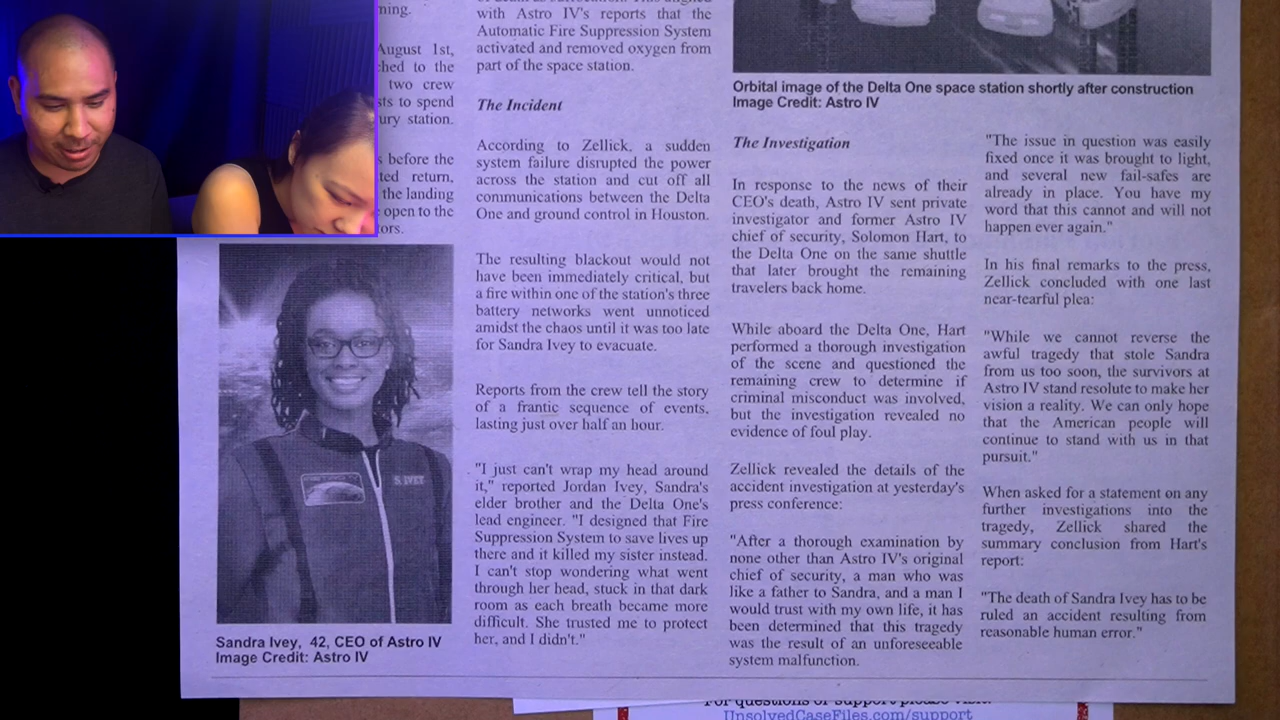 ning.
August 1st,
ched to the
two crew
sts to spend
ury station.
s before the
ted return,
the landing
open to the
tors.
S. IVEY
Sandra Ivey, 42, CEO of Astro IV
Image Credit: Astro IV
with Astro IV's reports that the
Automatic Fire Suppression System
activated and removed oxygen from
part of the space station.
The Incident
According to Zellick, a sudden
system failure disrupted the power
across the station and cut off all
communications between the Delta
One and ground control in Houston.
The resulting blackout would not
have been immediately critical, but
a fire within one of the station's three
battery networks went unnoticed
amidst the chaos until it was too late
for Sandra Ivey to evacuate.
Reports from the crew tell the story
of a frantic sequence of events,
lasting just over half an hour.
"I just can't wrap my head around
it," reported Jordan Ivey, Sandra's
elder brother and the Delta One's
lead engineer. "I designed that Fire
Suppression System to save lives up
there and it killed my sister instead.
I can't stop wondering what went
through her head, stuck in that dark
room as each breath became more
difficult. She trusted me to protect
her, and I didn't."
Orbital image of the Delta One space station shortly after construction
Image Credit: Astro IV
The Investigation
In response to the news of their
CEO's death, Astro IV sent private
investigator and former Astro IV
chief of security, Solomon Hart, to
the Delta One on the same shuttle
that later brought the remaining
travelers back home.
While aboard the Delta One, Hart
performed a thorough investigation
of the scene and questioned the
remaining crew to determine if
criminal misconduct was involved,
but the investigation revealed no
evidence of foul play.
Zellick revealed the details of the
accident investigation at yesterday's
press conference:
"After a thorough examination by
none other than Astro IV's original
chief of security, a man who was
like a father to Sandra, and a man I
would trust with my own life, it has
been determined that this tragedy
was the result of an unforeseeable
system malfunction.
"The issue in question was easily
fixed once it was brought to light,
and several new fail-safes are
already in place. You have my
word that this cannot and will not
happen ever again."
In his final remarks to the press,
Zellick concluded with one last
near-tearful plea:
"While we cannot reverse the
awful tragedy that stole Sandra
from us too soon, the survivors at
Astro IV stand resolute to make her
vision a reality. We can only hope
that the American people will
continue to stand with us in that
pursuit."
When asked for a statement on any
further investigations into the
tragedy, Zellick shared the
summary conclusion from Hart's
report:
"The death of Sandra Ivey has to be
ruled an accident resulting from
reasonable human error."
For questions or support please visit:
UnsolvedCaseFiles.com/support